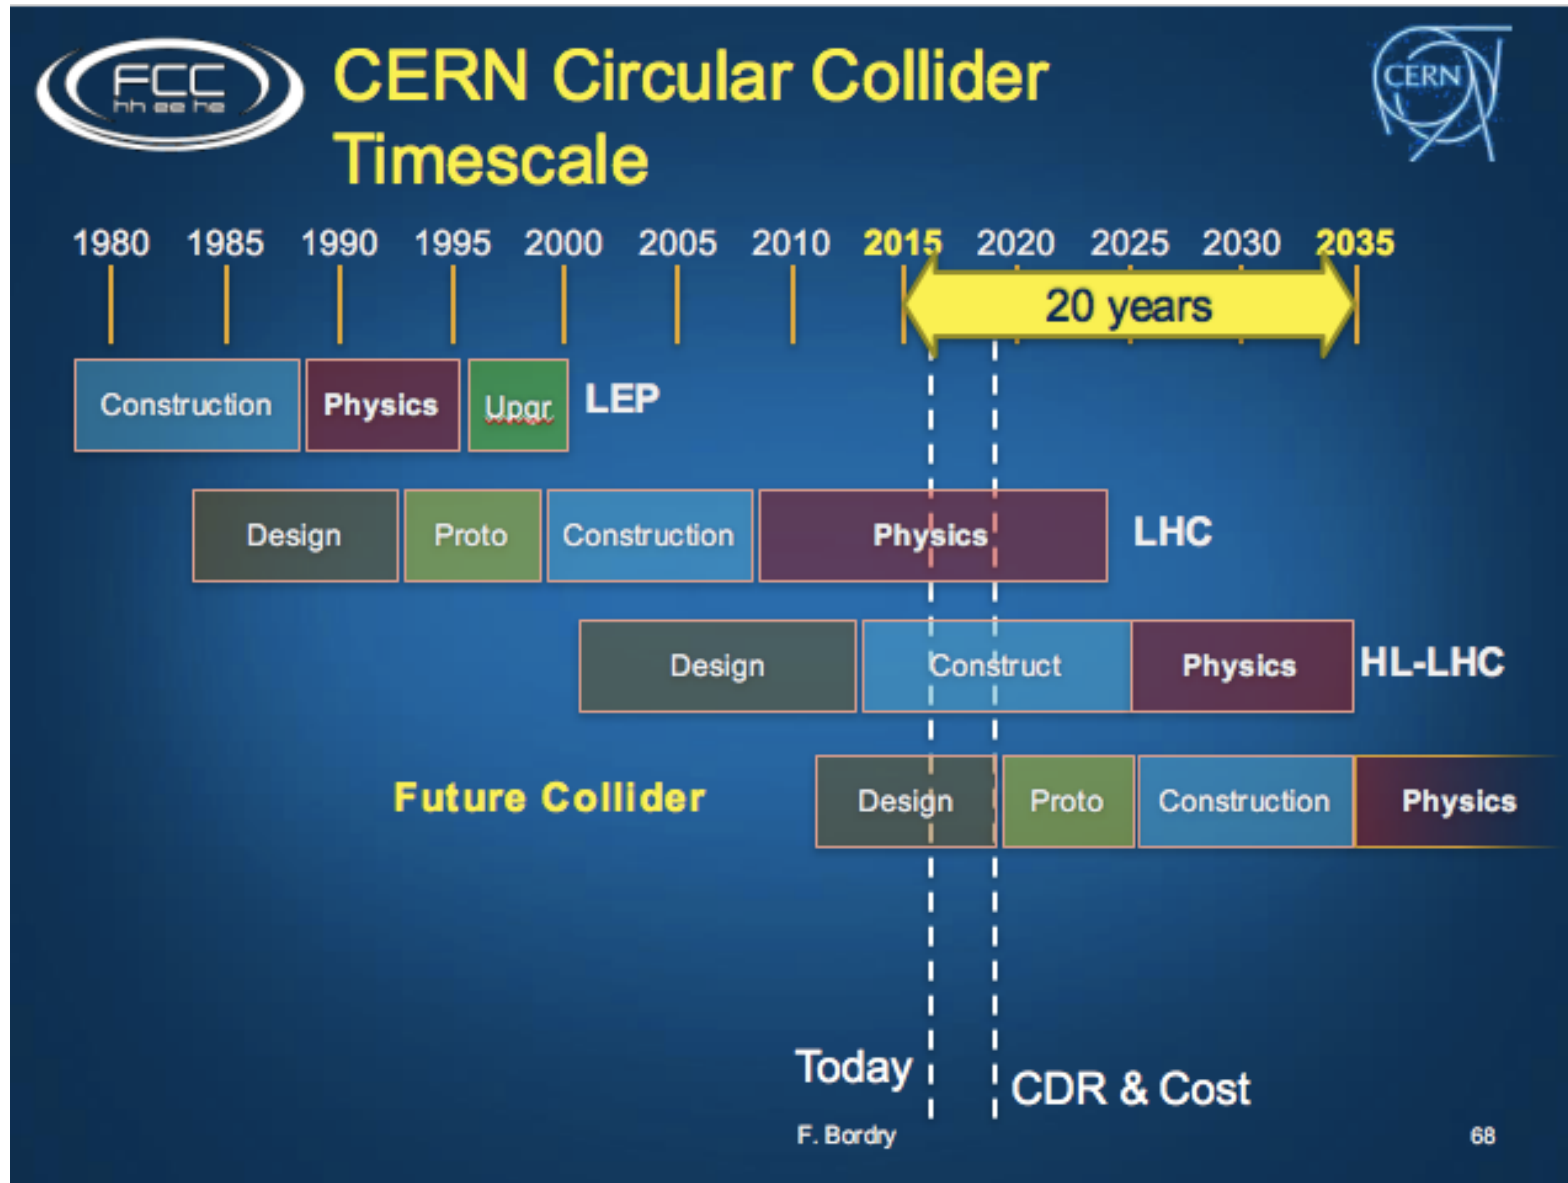 FCC
hh ee he
CERN Circular Collider
Timescale
CERN
1980 1985 1990 1995 2000 2005 2010 2015 2020 2025 2030 2035
20 years
Construction Physics Upgr LEP
Design Proto Construction Physics LHC
Design Construct Physics HL-LHC
Future Collider Design Proto Construction Physics
Today
CDR & Cost
F. Bordry
68